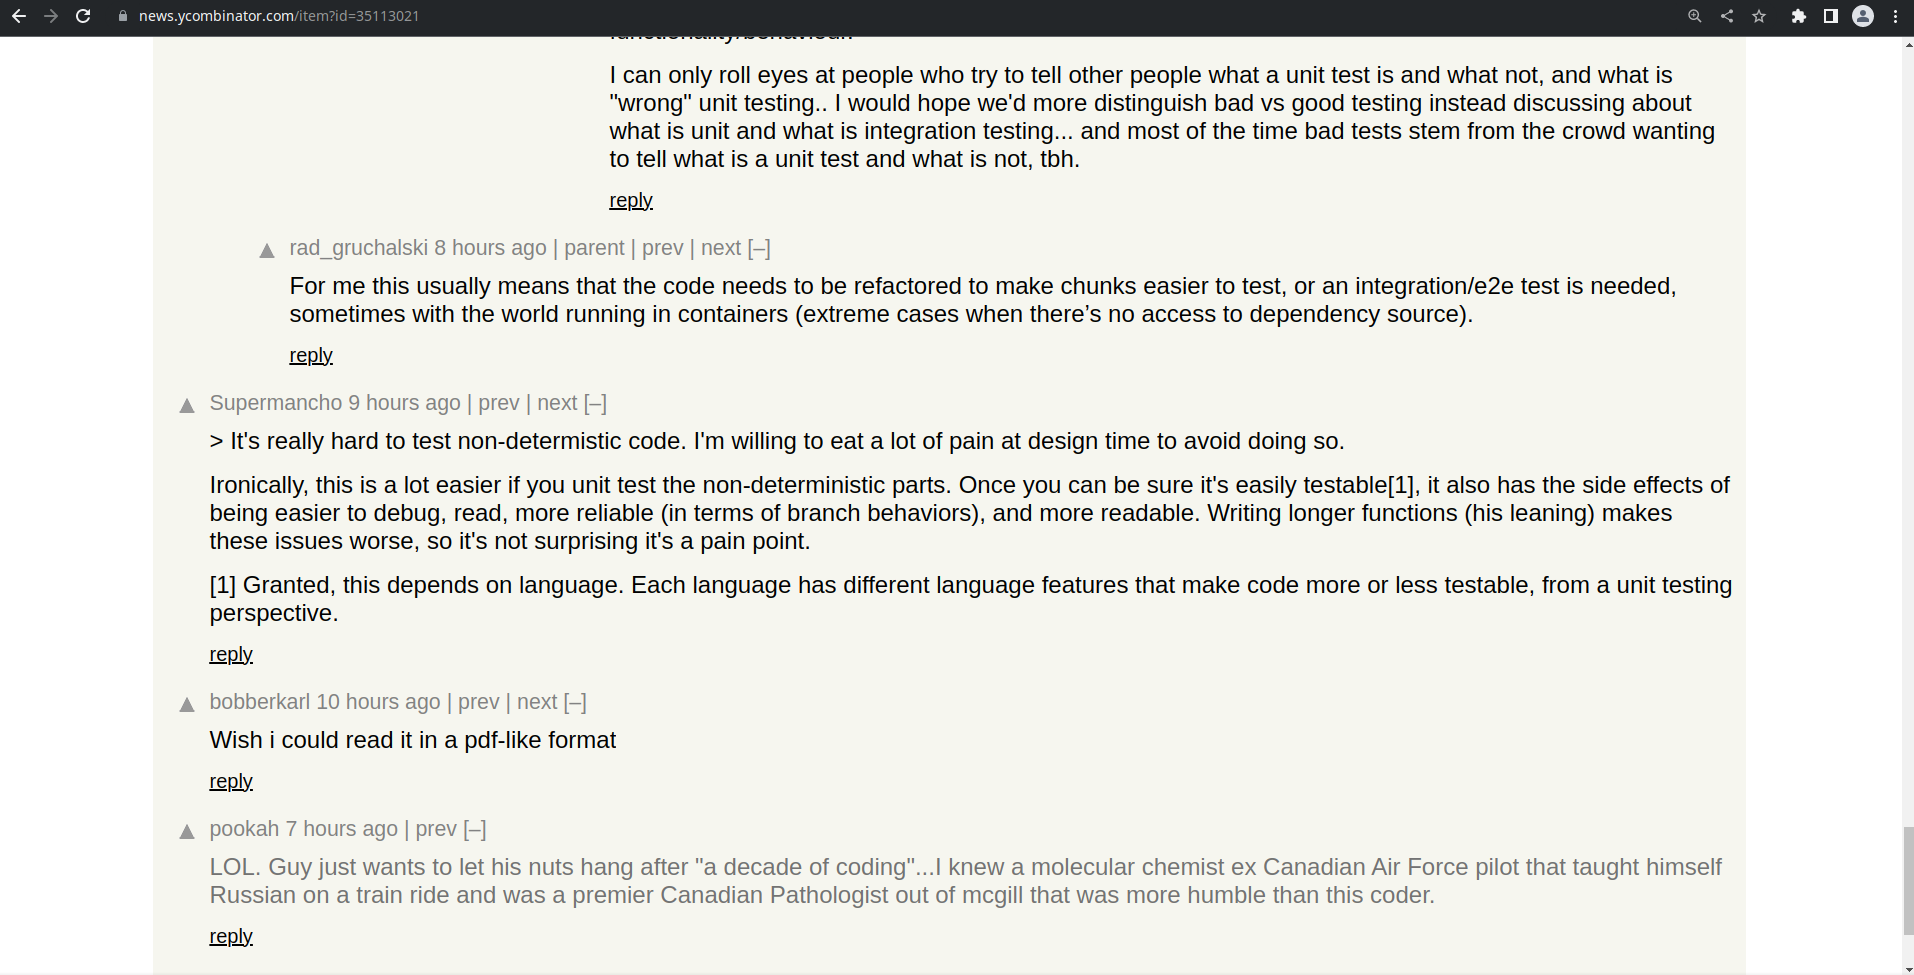 news.ycombinator.com/item?id=35113021
functionality/behaviour.
I can only roll eyes at people who try to tell other people what a unit test is and what not, and what is
"wrong" unit testing.. I would hope we'd more distinguish bad vs good testing instead discussing about
what is unit and what is integration testing... and most of the time bad tests stem from the crowd wanting
to tell what is a unit test and what is not, tbh.
reply
▲ rad_gruchalski 8 hours ago | parent | prev | next [–]
For me this usually means that the code needs to be refactored to make chunks easier to test, or an integration/e2e test is needed,
sometimes with the world running in containers (extreme cases when there’s no access to dependency source).
reply
▲ Supermancho 9 hours ago | prev | next [–]
> It's really hard to test non-determistic code. I'm willing to eat a lot of pain at design time to avoid doing so.
Ironically, this is a lot easier if you unit test the non-deterministic parts. Once you can be sure it's easily testable[1], it also has the side effects of
being easier to debug, read, more reliable (in terms of branch behaviors), and more readable. Writing longer functions (his leaning) makes
these issues worse, so it's not surprising it's a pain point.
[1] Granted, this depends on language. Each language has different language features that make code more or less testable, from a unit testing
perspective.
reply
▲ bobberkarl 10 hours ago | prev | next [–]
Wish i could read it in a pdf-like format
reply
▲ pookah 7 hours ago | prev [–]
LOL. Guy just wants to let his nuts hang after "a decade of coding"...I knew a molecular chemist ex Canadian Air Force pilot that taught himself
Russian on a train ride and was a premier Canadian Pathologist out of mcgill that was more humble than this coder.
reply